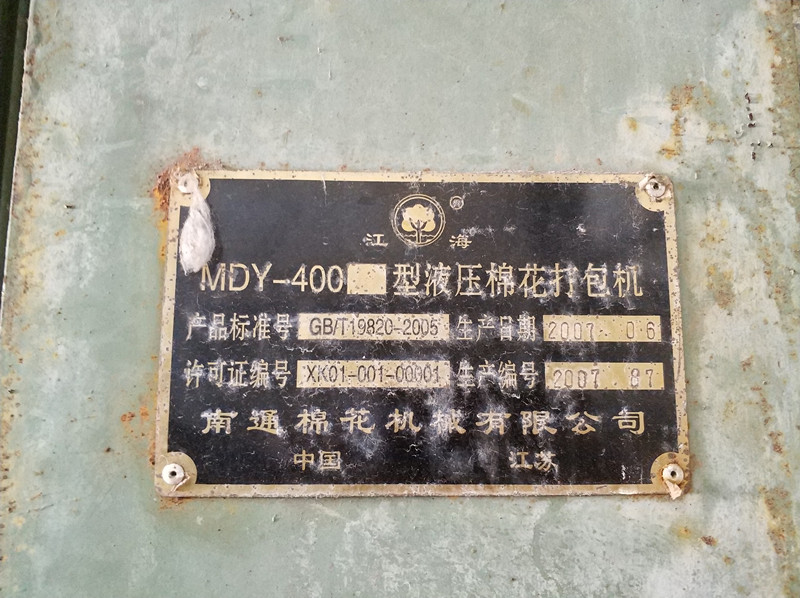 江海
MDY-400 型液压棉花打包机
产品标准号 GB/T19820-2005 生产日期 2007.06
许可证编号 XK01-001-00001 生产编号 2007.87
南通棉花机械有限公司
中国 江苏